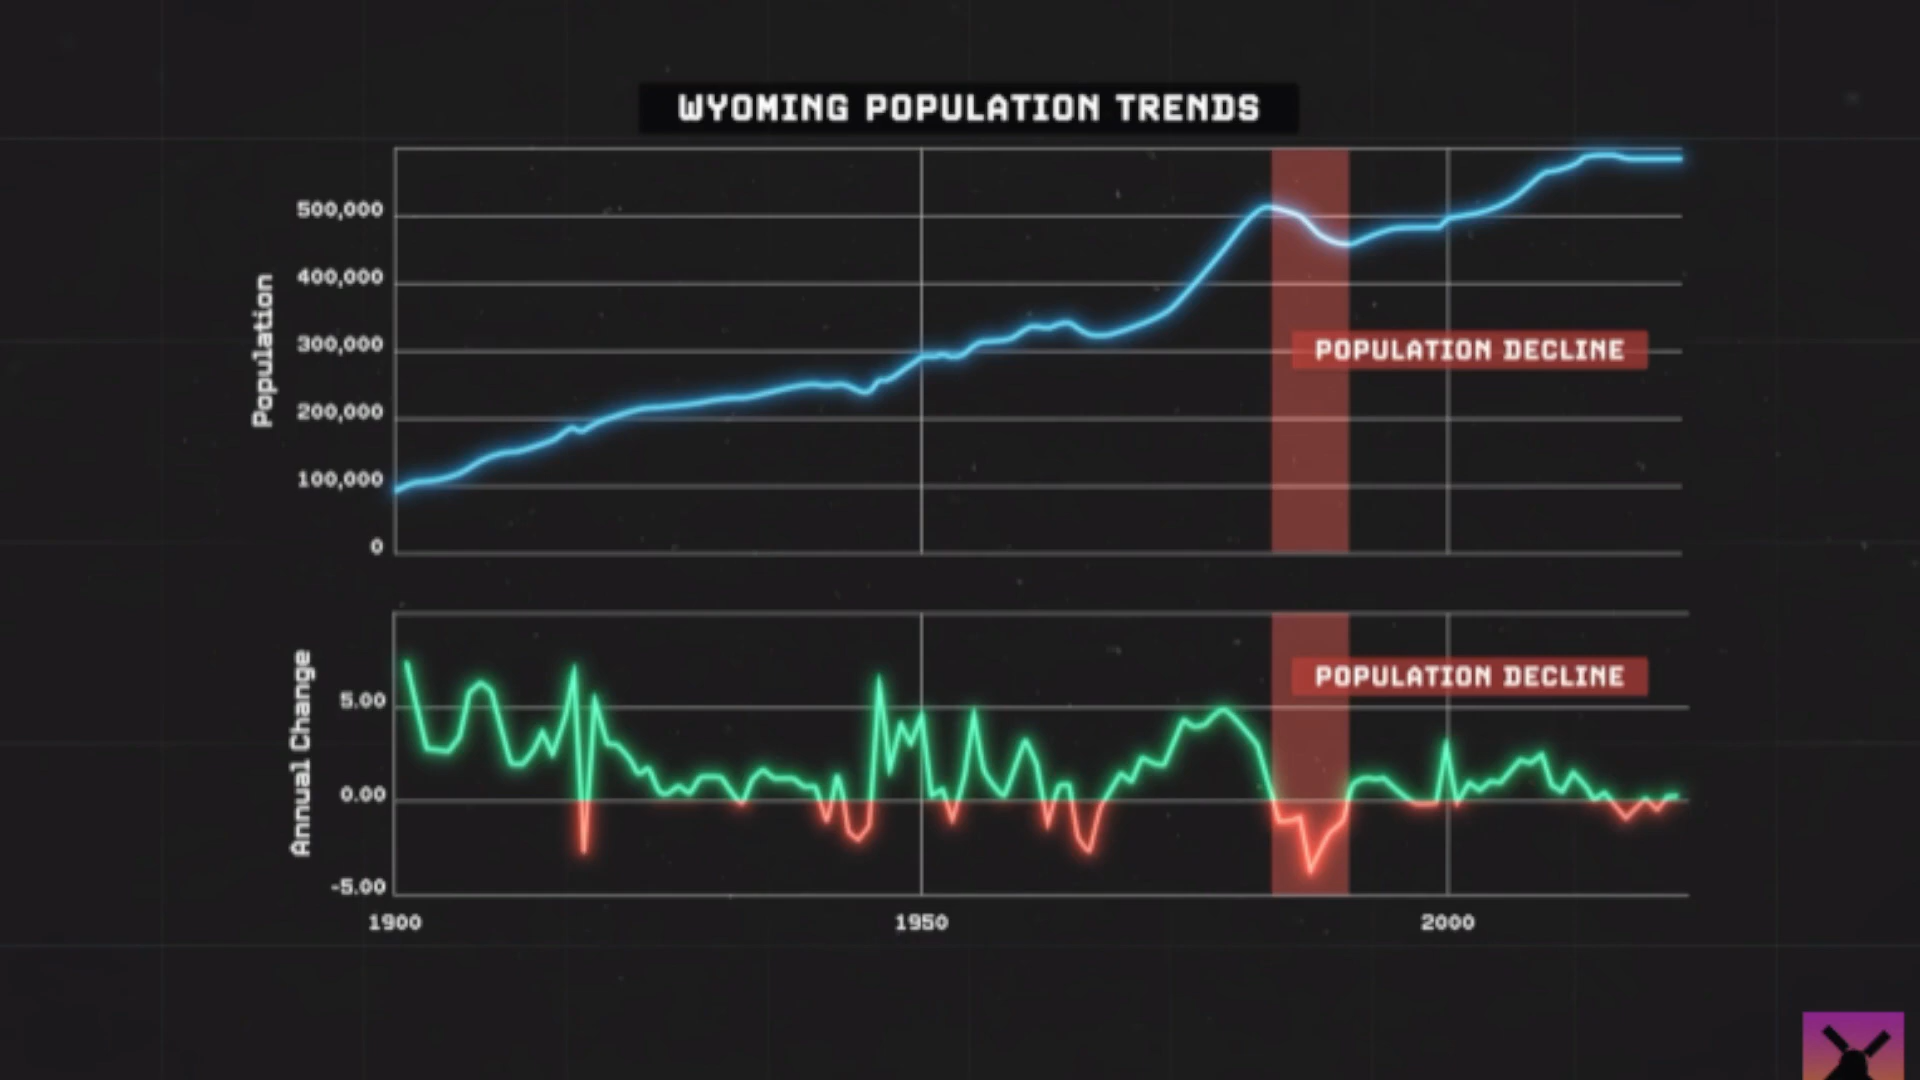 WYOMING POPULATION TRENDS
Population
500,000
400,000
300,000
200,000
100,000
0
POPULATION DECLINE
Annual Change
5.00
0.00
-5.00
POPULATION DECLINE
1900 1950 2000